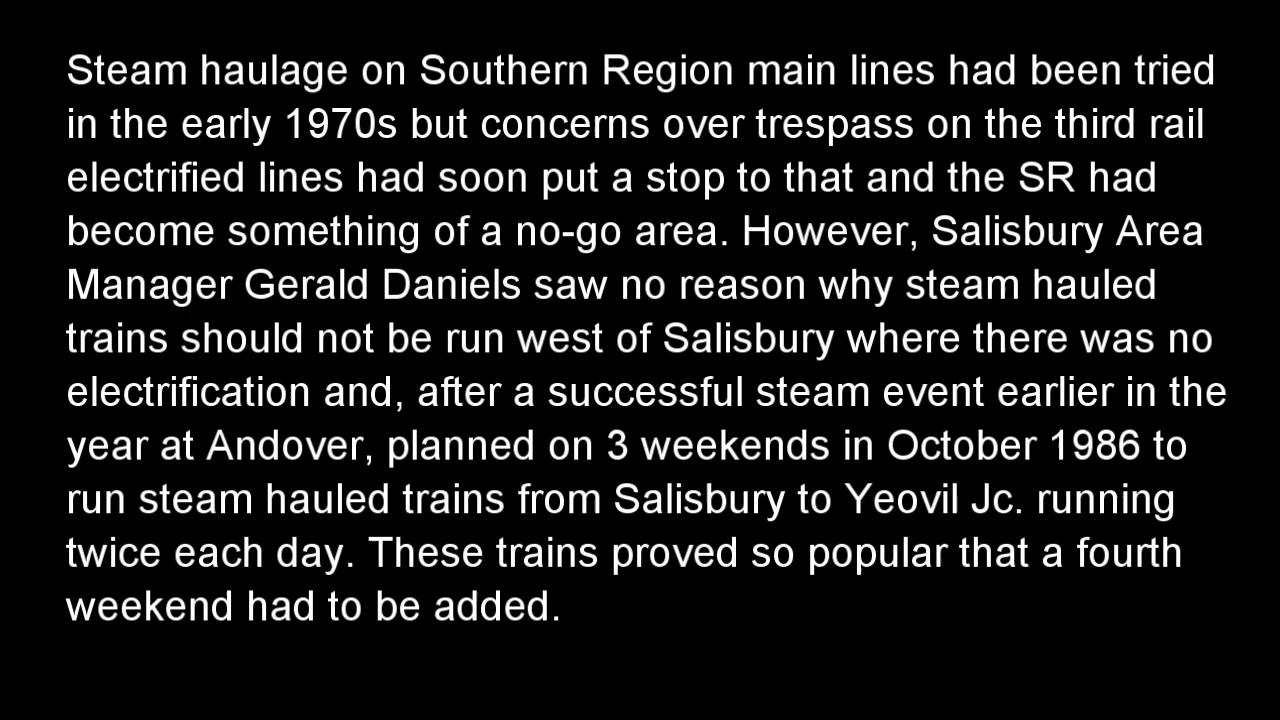 Steam haulage on Southern Region main lines had been tried
in the early 1970s but concerns over trespass on the third rail
electrified lines had soon put a stop to that and the SR had
become something of a no-go area. However, Salisbury Area
Manager Gerald Daniels saw no reason why steam hauled
trains should not be run west of Salisbury where there was no
electrification and, after a successful steam event earlier in the
year at Andover, planned on 3 weekends in October 1986 to
run steam hauled trains from Salisbury to Yeovil Jc. running
twice each day. These trains proved so popular that a fourth
weekend had to be added.